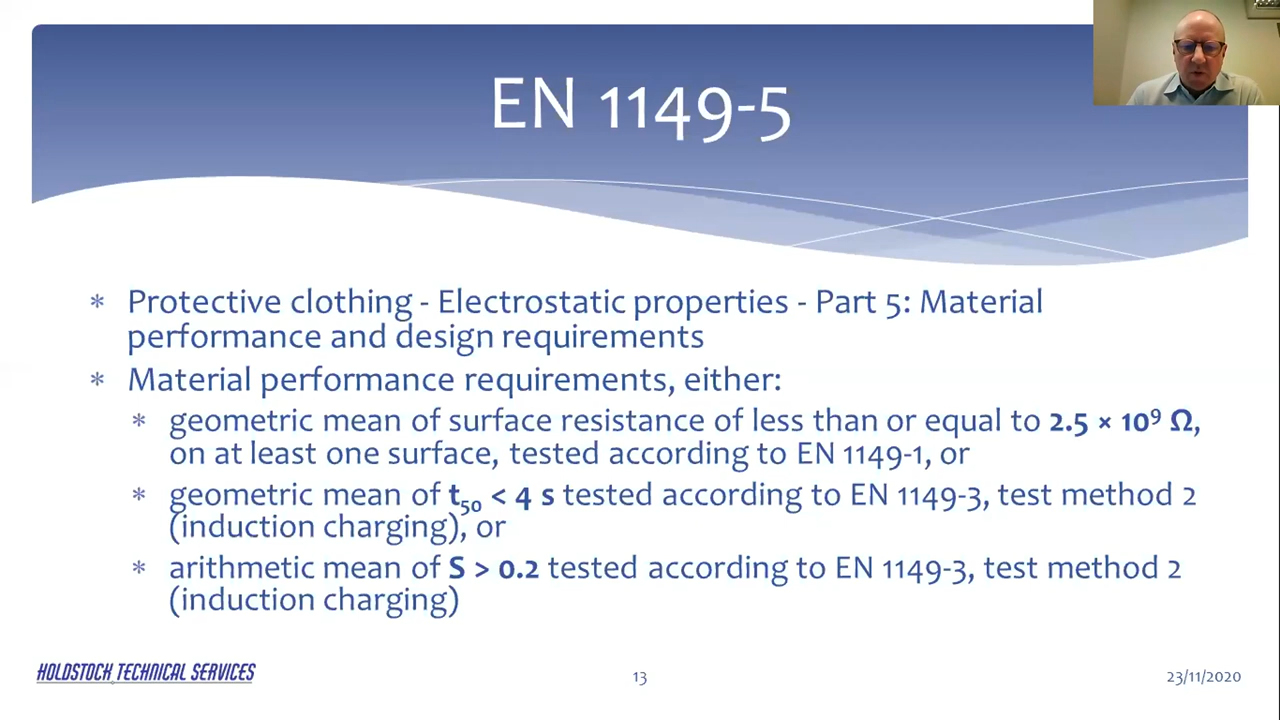 EN 1149-5
* Protective clothing - Electrostatic properties - Part 5: Material
performance and design requirements
* Material performance requirements, either:
* geometric mean of surface resistance of less than or equal to 2.5 × 10⁹ Ω,
on at least one surface, tested according to EN 1149-1, or
* geometric mean of t₅₀ < 4 s tested according to EN 1149-3, test method 2
(induction charging), or
* arithmetic mean of S > 0.2 tested according to EN 1149-3, test method 2
(induction charging)
HOLDSTOCK TECHNICAL SERVICES
13
23/11/2020